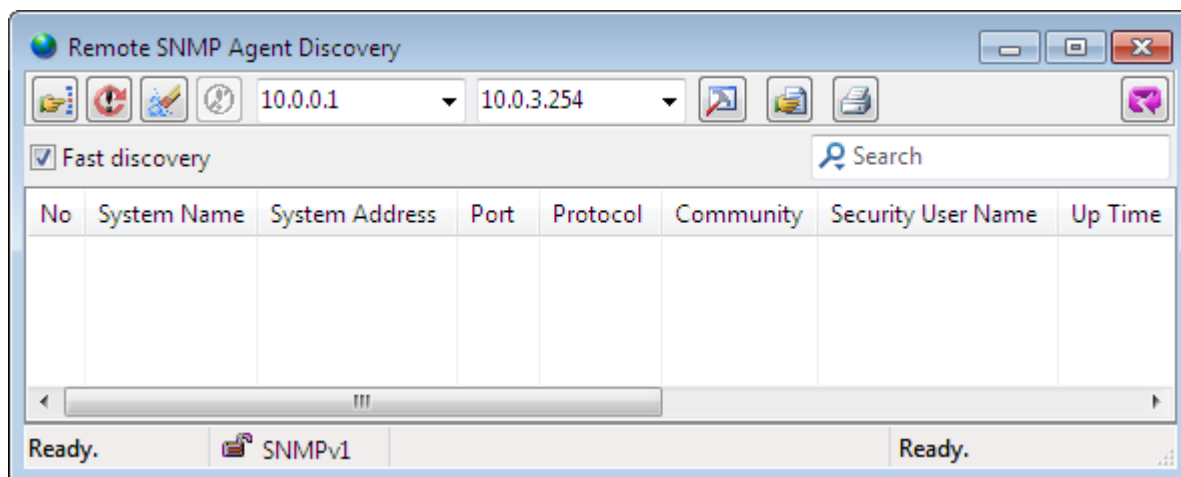 Remote SNMP Agent Discovery
10.0.0.1 10.0.3.254
Fast discovery Search
No System Name System Address Port Protocol Community Security User Name Up Time
Ready. SNMPv1 Ready.